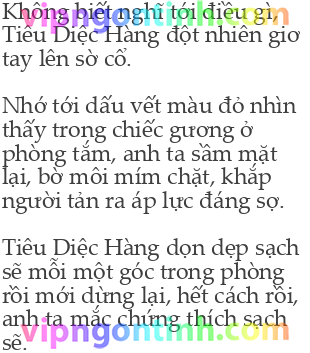 Không biết nghĩ tới điều gì,
Tiêu Diệc Hàng đột nhiên giơ
tay lên sờ cổ.
Nhớ tới dấu vết màu đỏ nhìn
thấy trong chiếc gương ở
phòng tắm, anh ta sầm mặt
lại, bờ môi mím chặt, khắp
người tản ra áp lực đáng sợ.
Tiêu Diệc Hàng dọn dẹp sạch
sẽ mỗi một góc trong phòng
rồi mới dừng lại, hết cách rồi,
anh ta mắc chứng thích sạch
sẽ.
vipngontinh.com
vipngontinh.com